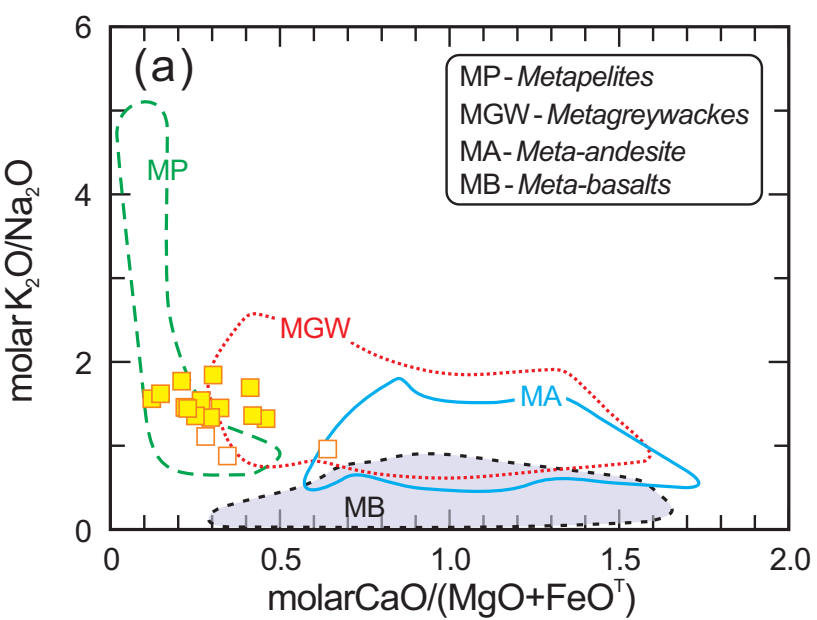 (a)
MP - Metapelites
MGW - Metagreywackes
MA - Meta-andesite
MB - Meta-basalts
MP
MGW
MA
MB
6
4
2
0
molar K₂O/Na₂O
0 0.5 1.0 1.5 2.0
molarCaO/(MgO+FeOᵀ)